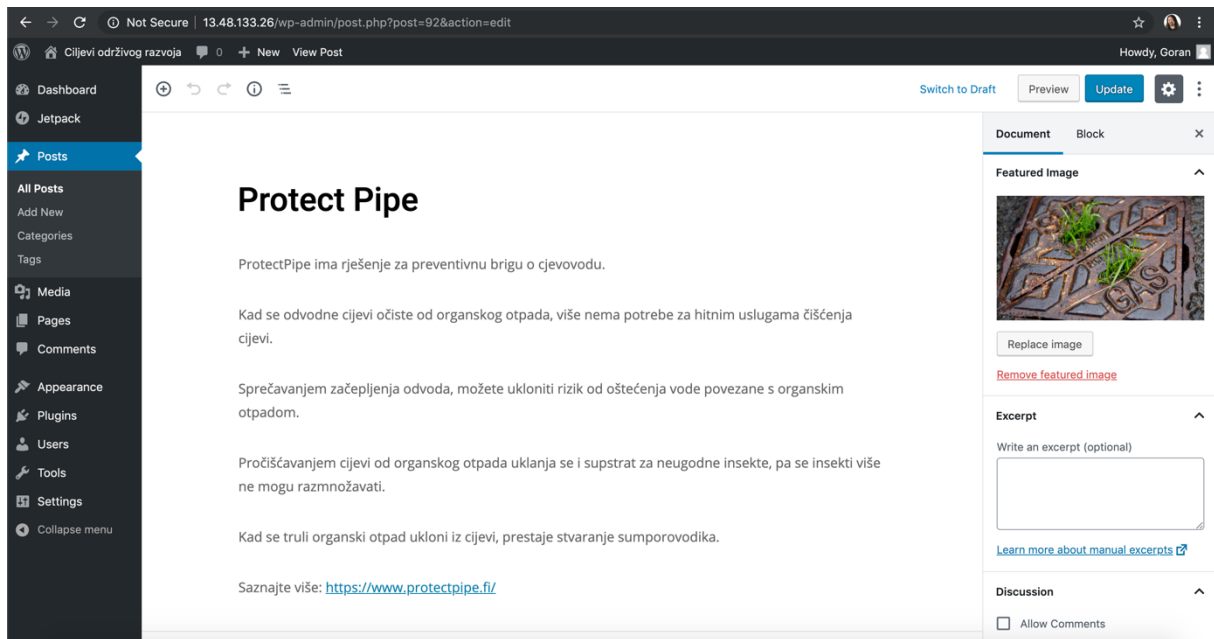 Not Secure | 13.48.133.26/wp-admin/post.php?post=92&action=edit
Ciljevi održivog razvoja 0 + New View Post Howdy, Goran
Dashboard
Jetpack
Posts
All Posts
Add New
Categories
Tags
Media
Pages
Comments
Appearance
Plugins
Users
Tools
Settings
Collapse menu
Switch to Draft Preview Update
Protect Pipe
ProtectPipe ima rješenje za preventivnu brigu o cjevovodu.
Kad se odvodne cijevi očiste od organskog otpada, više nema potrebe za hitnim uslugama čišćenja
cijevi.
Sprečavanjem začepljenja odvoda, možete ukloniti rizik od oštećenja vode povezane s organskim
otpadom.
Pročišćavanjem cijevi od organskog otpada uklanja se i supstrat za neugodne insekte, pa se insekti više
ne mogu razmnožavati.
Kad se truli organski otpad ukloni iz cijevi, prestaje stvaranje sumporovodika.
Saznajte više: https://www.protectpipe.fi/
Document Block
Featured Image
GAS
Replace image
Remove featured image
Excerpt
Write an excerpt (optional)
Learn more about manual excerpts
Discussion
Allow Comments